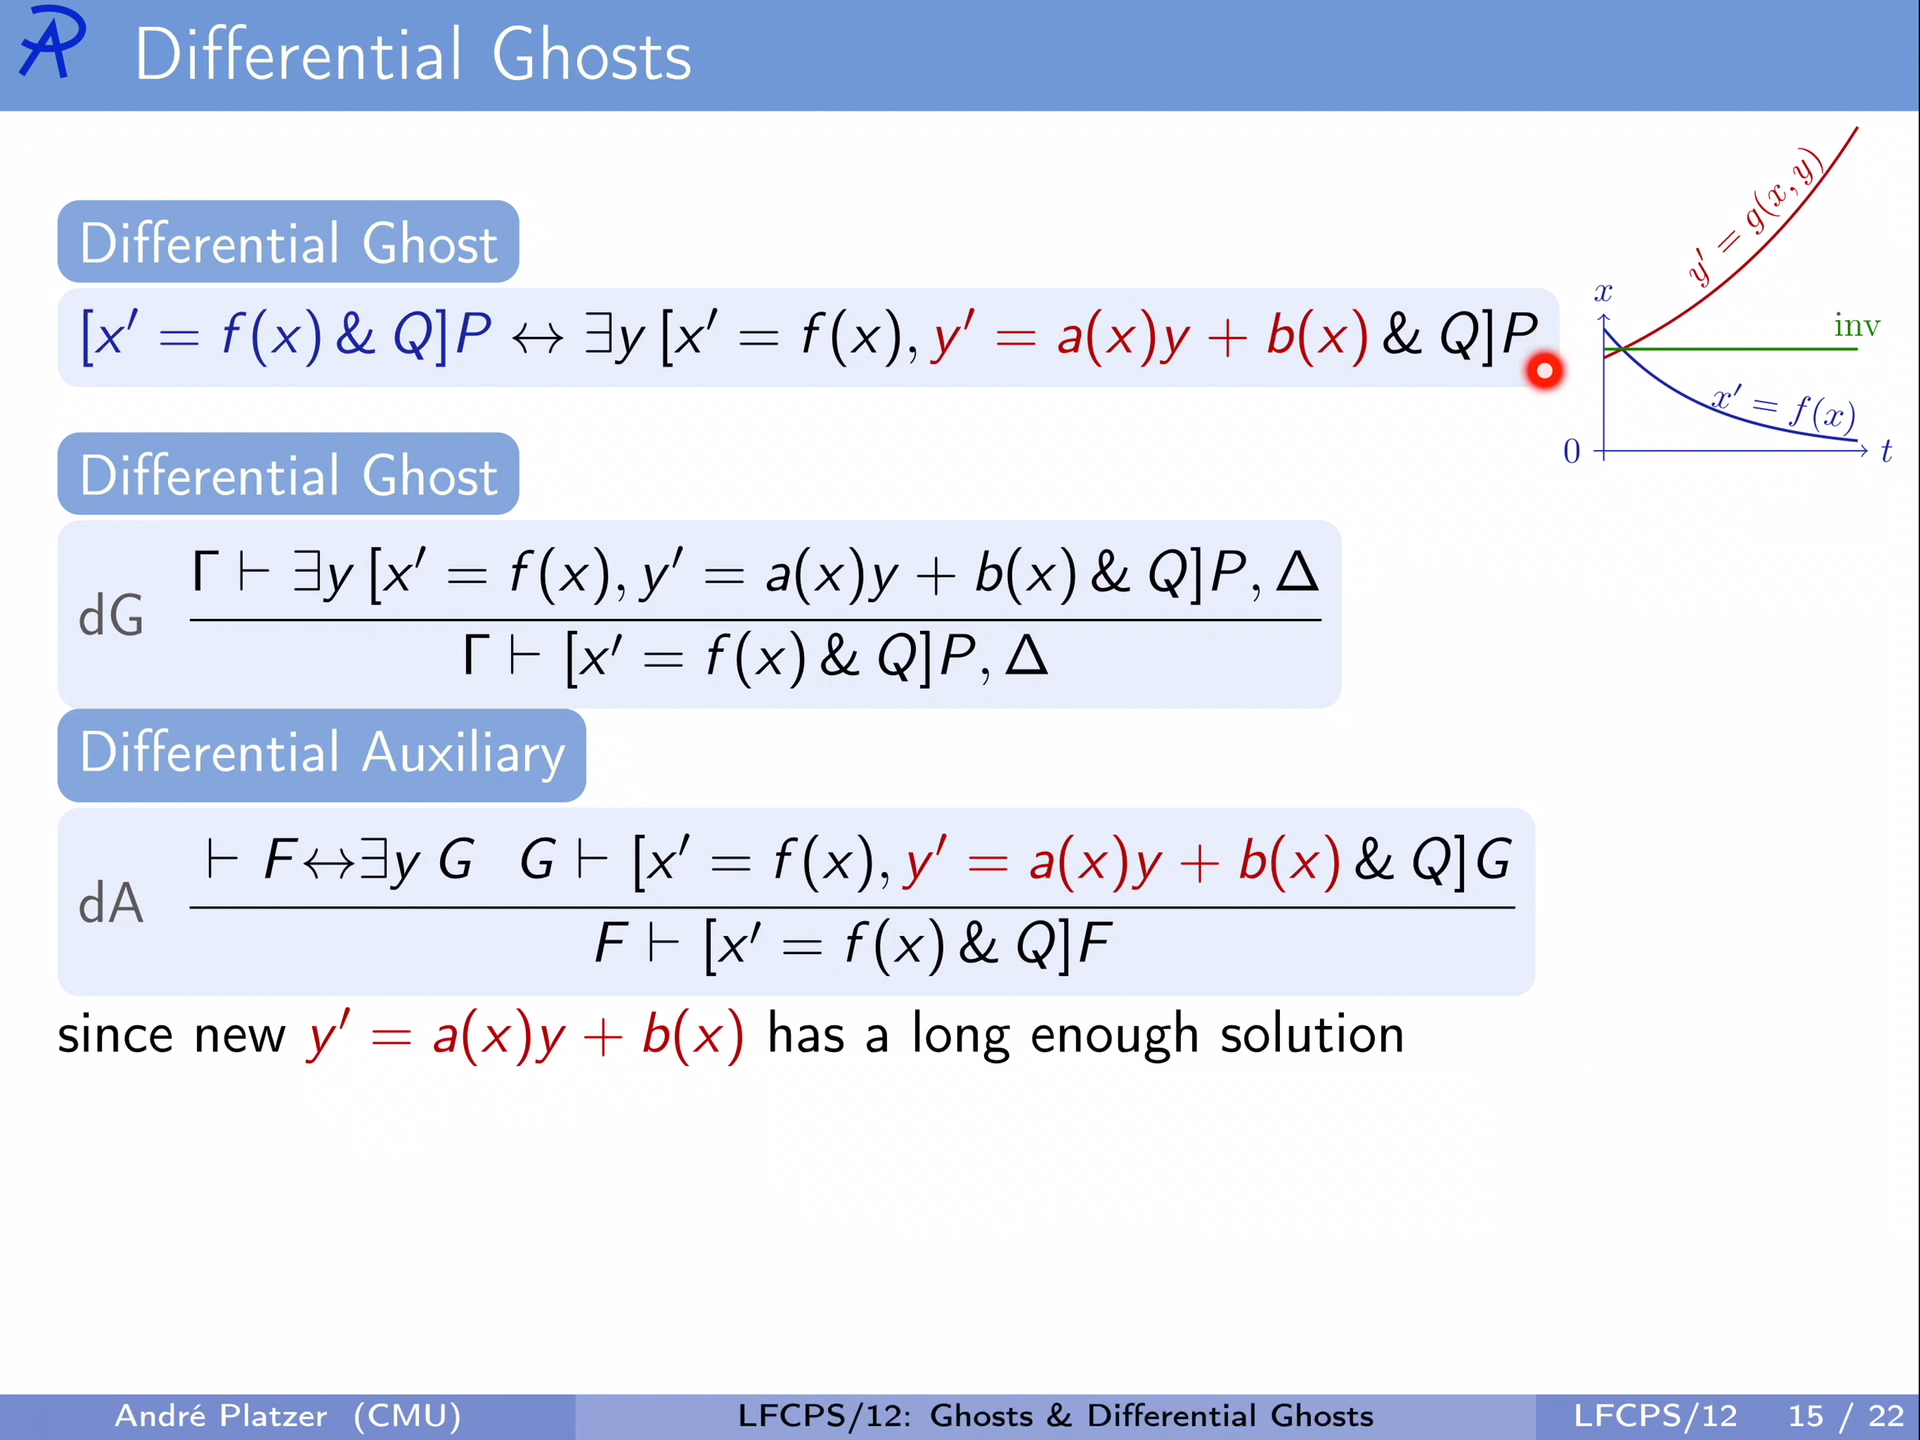 Differential Ghosts
Differential Ghost
[x′ = f(x) & Q]P ↔ ∃y [x′ = f(x), y′ = a(x)y + b(x) & Q]P
y′ = g(x, y)
x
inv
x′ = f(x)
0
t
Differential Ghost
dG
Γ ⊢ ∃y [x′ = f(x), y′ = a(x)y + b(x) & Q]P, Δ
Γ ⊢ [x′ = f(x) & Q]P, Δ
Differential Auxiliary
dA
⊢ F↔∃y G G ⊢ [x′ = f(x), y′ = a(x)y + b(x) & Q]G
F ⊢ [x′ = f(x) & Q]F
since new y′ = a(x)y + b(x) has a long enough solution
André Platzer (CMU) LFCPS/12: Ghosts & Differential Ghosts LFCPS/12 15 / 22